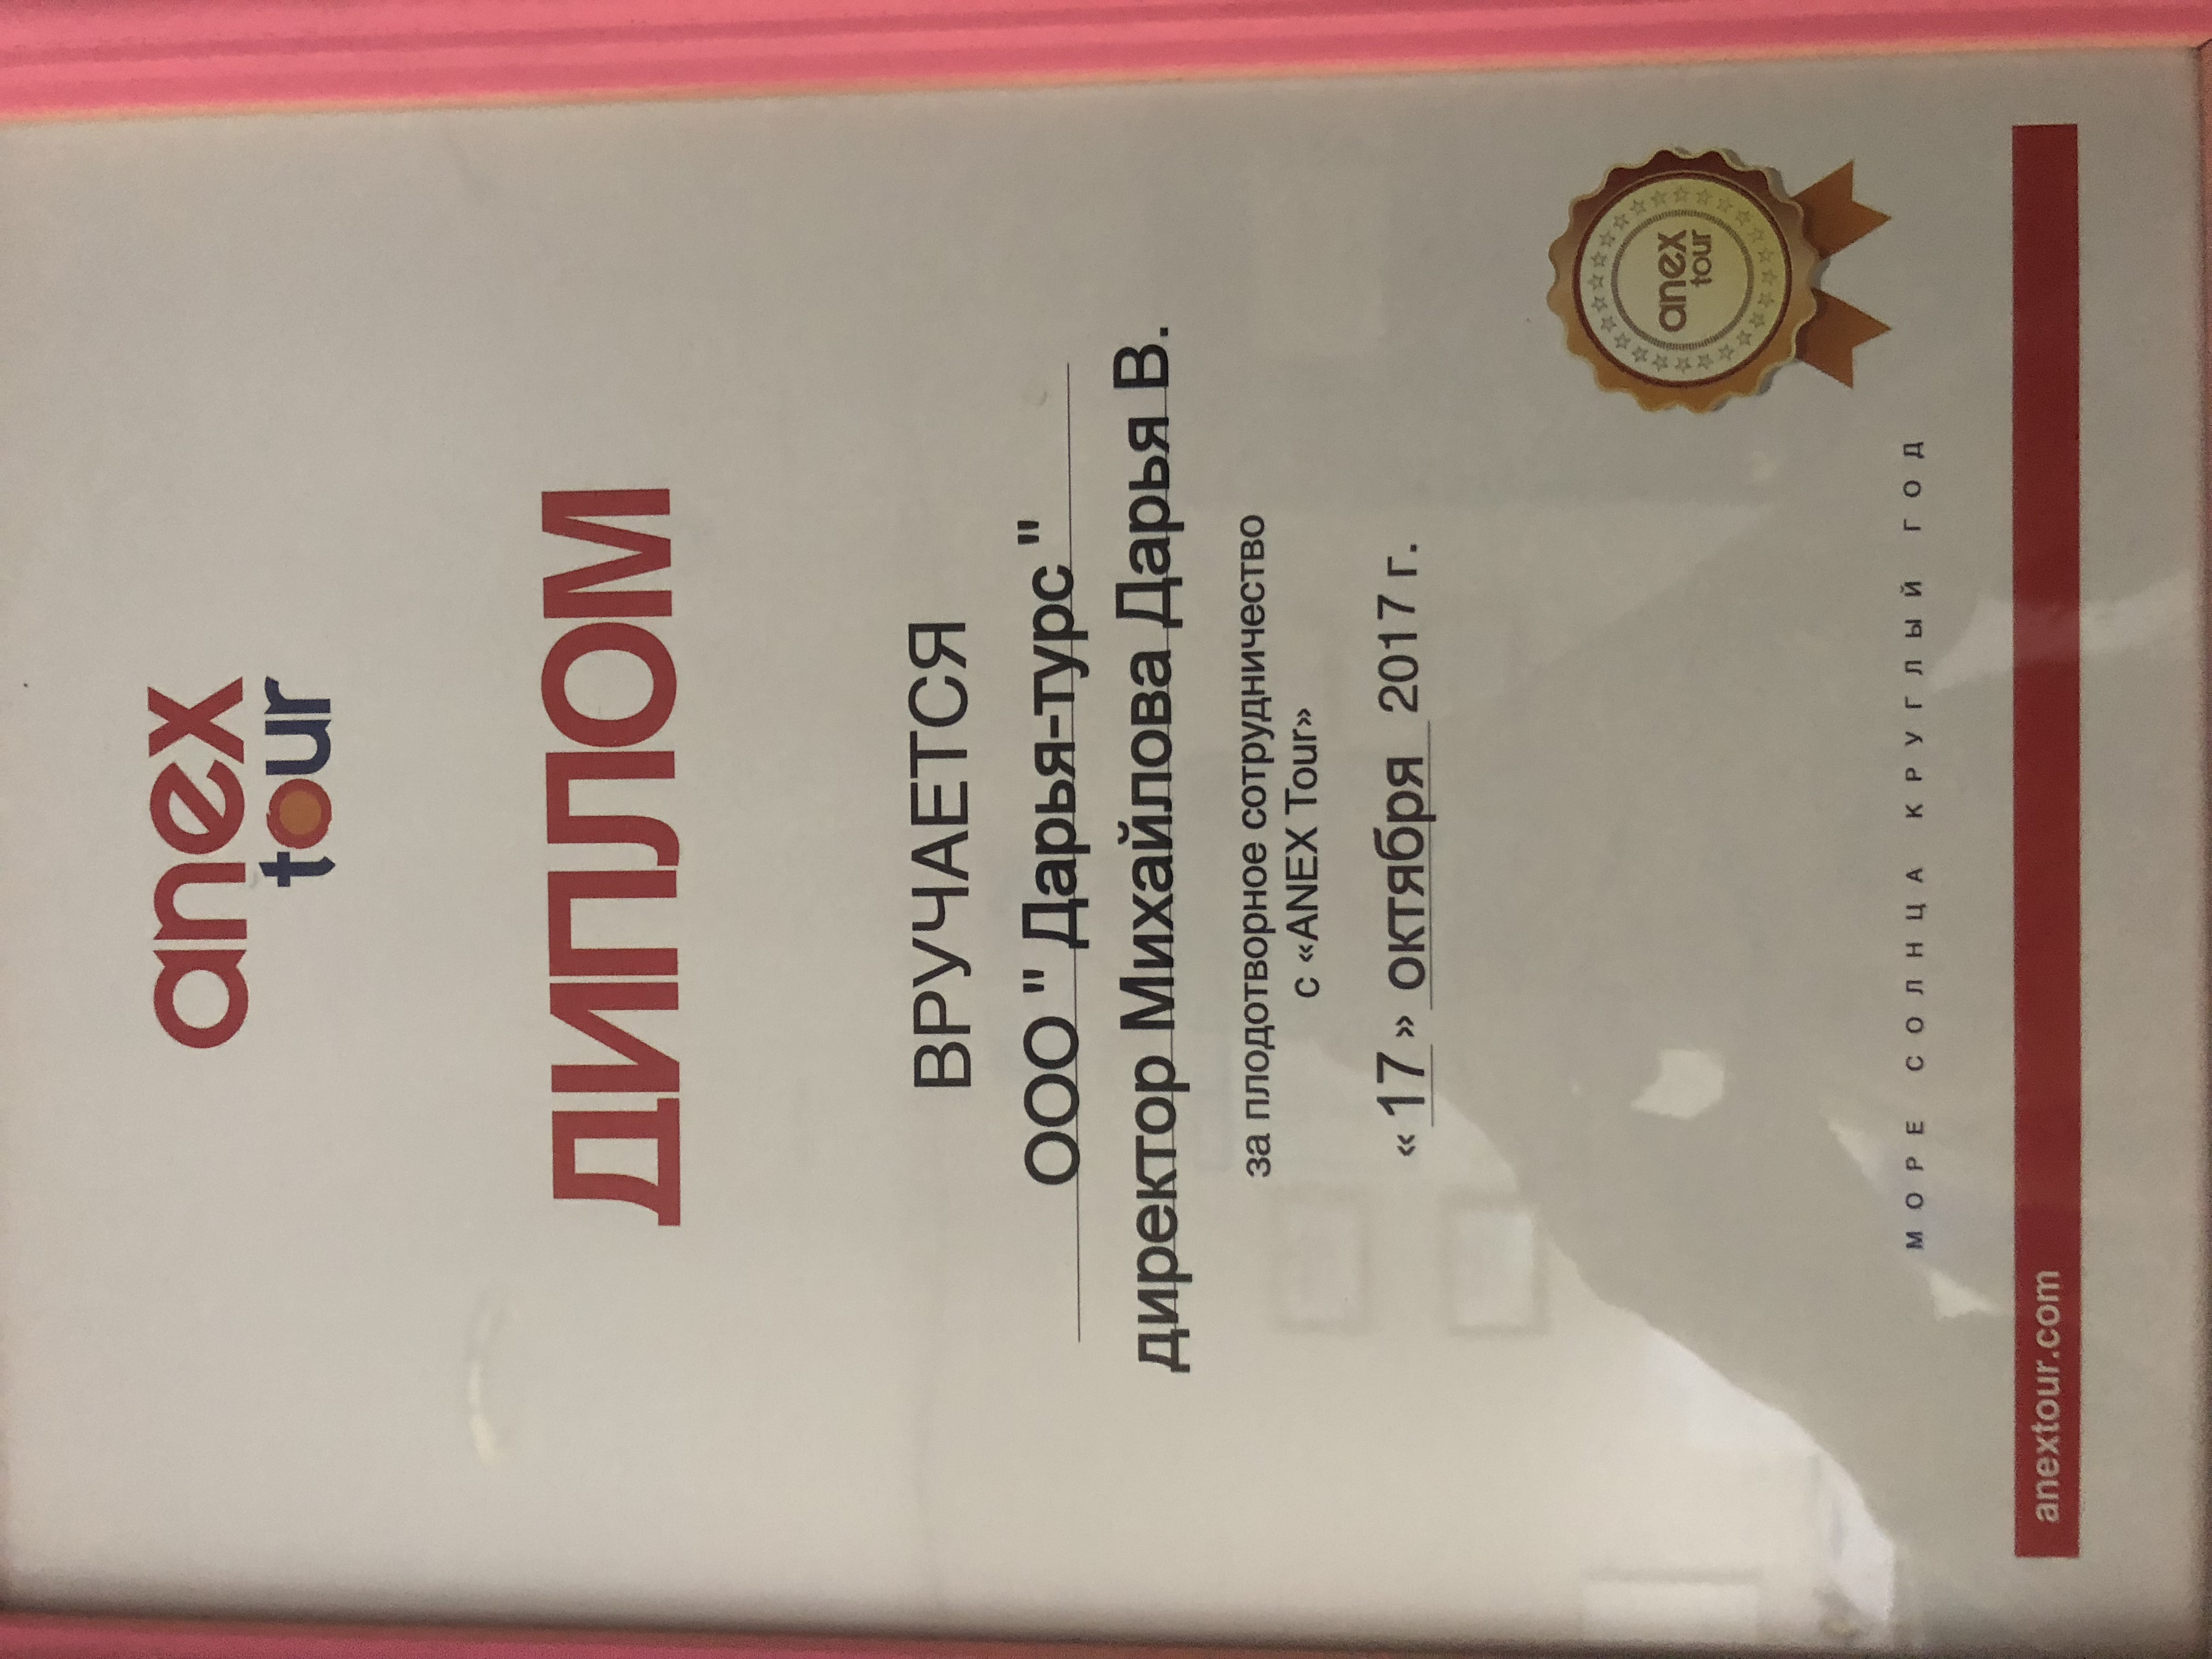 anex
tour
ДИПЛОМ
ВРУЧАЕТСЯ
ООО "Дарья-турс"
директор Михайлова Дарья В.
за плодотворное сотрудничество
с «ANEX Tour»
« 17 » октября 2017 г.
anex
tour
МОРЕ СОЛНЦА КРУГЛЫЙ ГОД
anextour.com